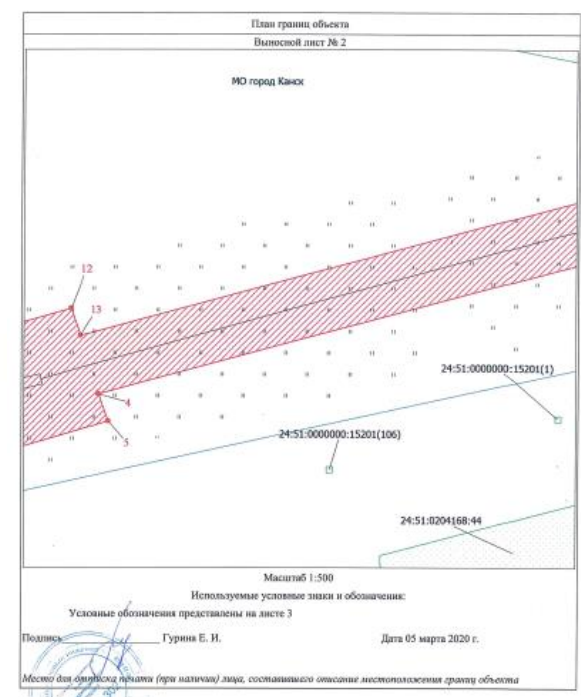 План границ объекта
Выносной лист № 2
МО город Канск
12
13
24:51:0000000:15201(1)
4
5
24:51:0000000:15201(106)
24:51:0204168:44
Масштаб 1:500
Используемые условные знаки и обозначения:
Условные обозначения представлены на листе 3
Подпись Гурина Е. И. Дата 05 марта 2020 г.
Место для оттиска печати (при наличии) лица, составившего описание местоположения границ объекта